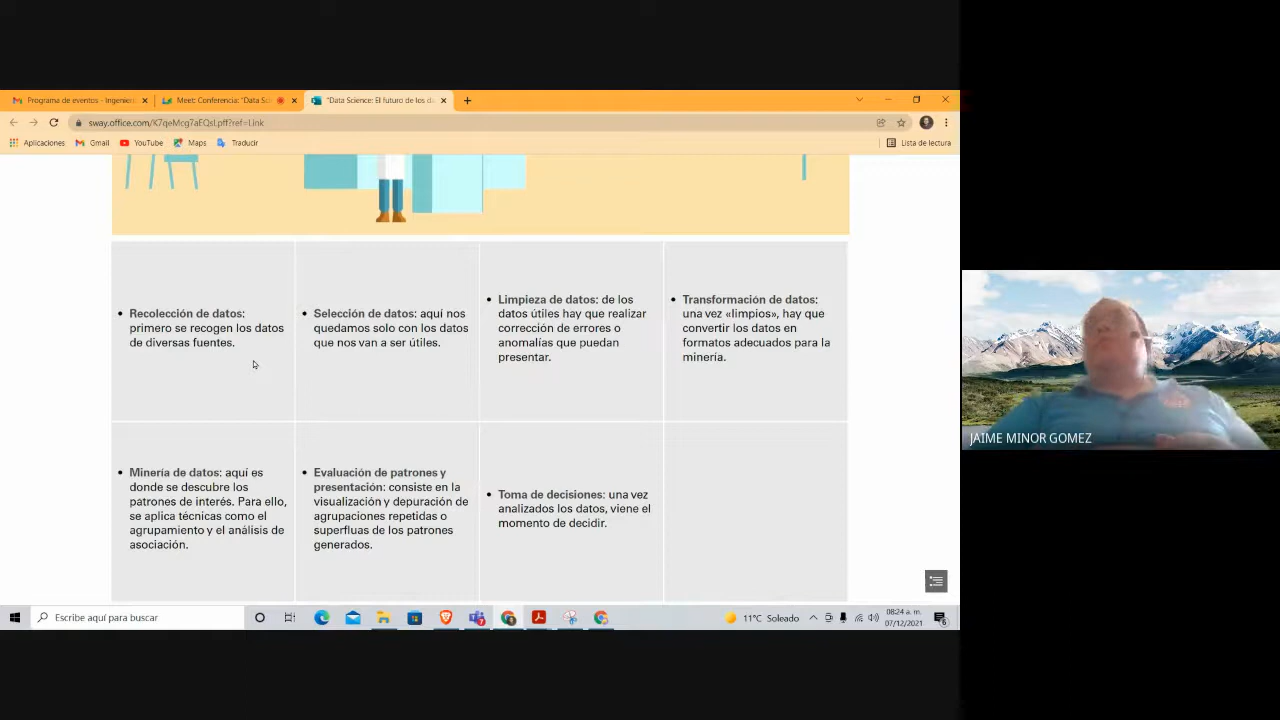 Programa de eventos - Ingenierí
Meet: Conferencia: "Data Sci
"Data Science: El futuro de los da
sway.office.com/K7qeMcg7aEQsLpff?ref=Link
Aplicaciones
Gmail
YouTube
Maps
Traducir
Lista de lectura
• Recolección de datos:
primero se recogen los datos
de diversas fuentes.
• Selección de datos: aquí nos
quedamos solo con los datos
que nos van a ser útiles.
• Limpieza de datos: de los
datos útiles hay que realizar
corrección de errores o
anomalías que puedan
presentar.
• Transformación de datos:
una vez «limpios», hay que
convertir los datos en
formatos adecuados para la
minería.
• Minería de datos: aquí es
donde se descubre los
patrones de interés. Para ello,
se aplica técnicas como el
agrupamiento y el análisis de
asociación.
• Evaluación de patrones y
presentación: consiste en la
visualización y depuración de
agrupaciones repetidas o
superfluas de los patrones
generados.
• Toma de decisiones: una vez
analizados los datos, viene el
momento de decidir.
JAIME MINOR GOMEZ
Escribe aquí para buscar
11°C Soleado
08:24 a. m.
07/12/2021